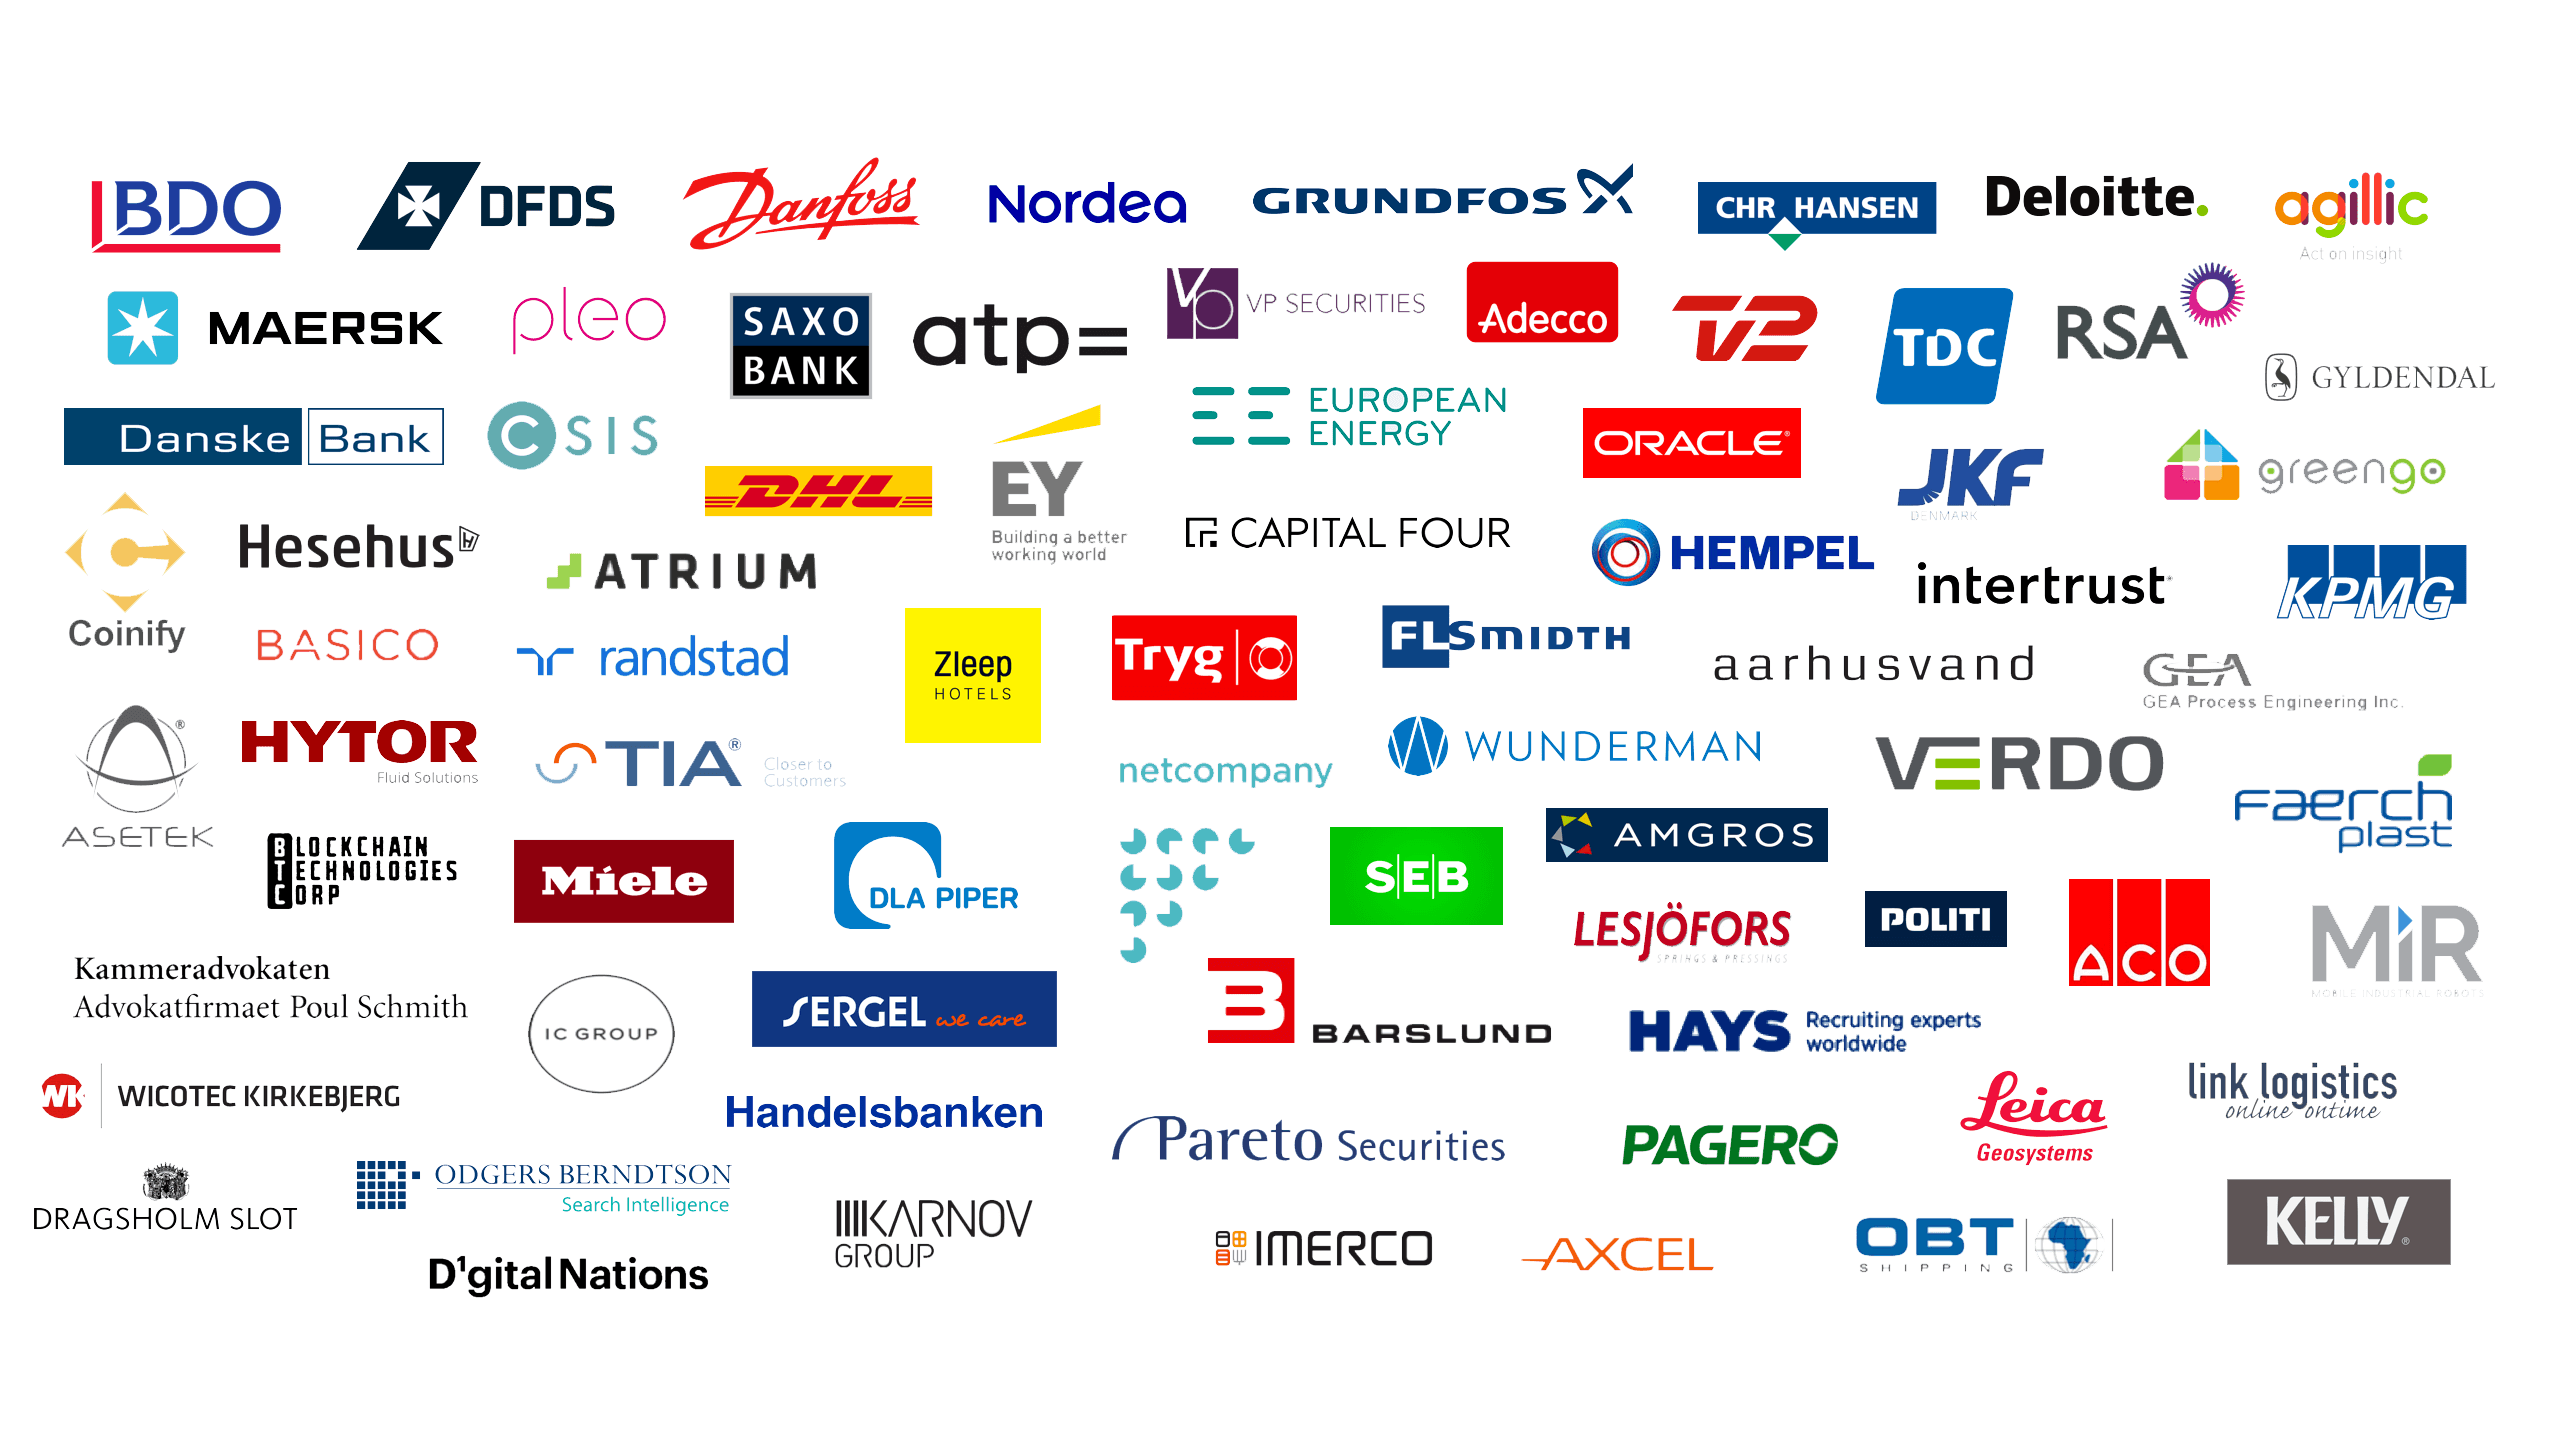 BDO
DFDS
Danfoss
Nordea
GRUNDFOS
CHR HANSEN
Deloitte.
agillic
Act on insight
MAERSK
pleo
SAXO
BANK
atp=
VP
VP SECURITIES
Adecco
TV2
TDC
RSA
GYLDENDAL
Danske Bank
CSIS
DHL
EY
Building a better
working world
EUROPEAN
ENERGY
ORACLE®
JKF
DENMARK
greengo
Coinify
Hesehus
ATRIUM
CAPITAL FOUR
HEMPEL
intertrust
KPMG
BASICO
randstad
Zleep
HOTELS
Tryg
FLSMIDTH
aarhusvand
GEA
GEA Process Engineering Inc.
®
ASETEK
HYTOR
Fluid Solutions
TIA®
Closer to
Customers
netcompany
WUNDERMAN
VERDO
faerch
plast
BLOCKCHAIN
TECHNOLOGIES
CORP
Miele
DLA PIPER
SEB
AMGROS
LESJÖFORS
SPRINGS & PRESSINGS
POLITI
ACO
MiR
MOBILE INDUSTRIAL ROBOTS
Kammeradvokaten
Advokatfirmaet Poul Schmith
IC GROUP
SERGEL we care
B
BARSLUND
HAYS
Recruiting experts
worldwide
WK
WICOTEC KIRKEBJERG
Handelsbanken
Pareto Securities
PAGERO
Leica
Geosystems
link logistics
online ontime
DRAGSHOLM SLOT
ODGERS BERNDTSON
Search Intelligence
D1gital Nations
KARNOV
GROUP
IMERCO
AXCEL
OBT
SHIPPING
KELLY®